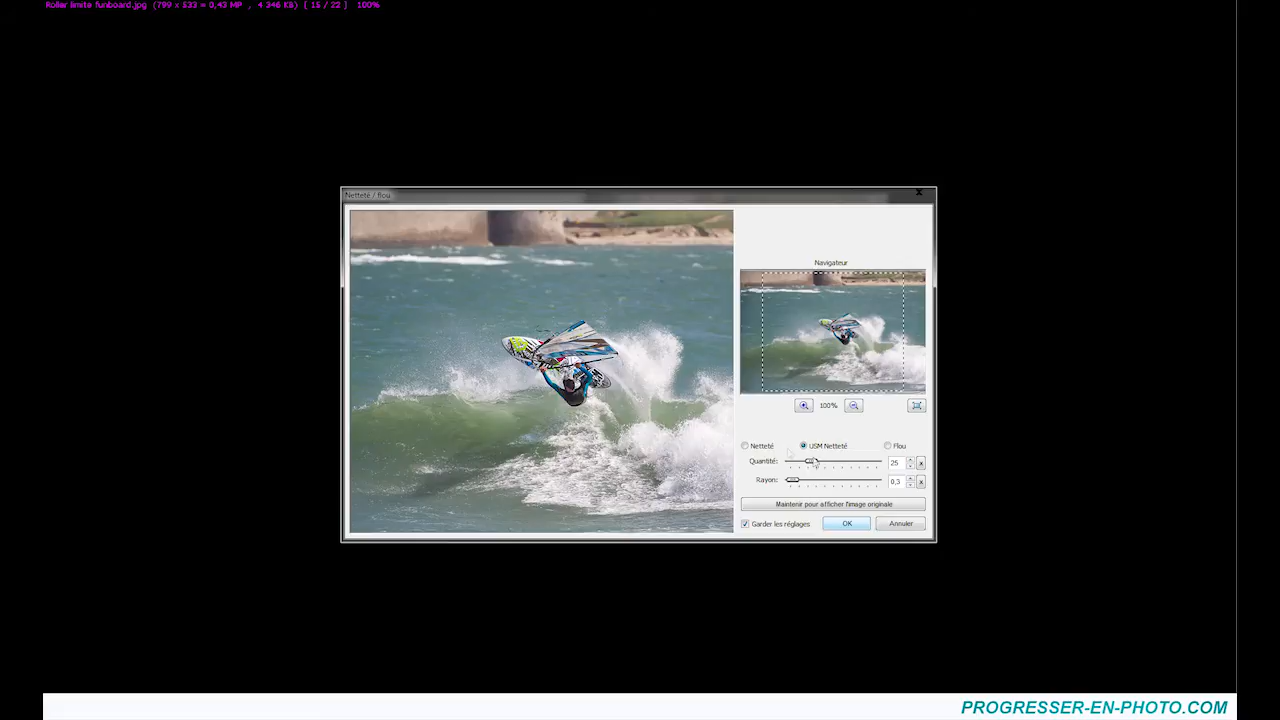 Roller limite funboard.jpg (799 x 533 = 0,43 MP , 4 346 KB) [ 15 / 22 ] 100%
Netteté / flou
x
Navigateur
100%
Netteté USM Netteté Flou
Quantité: 25 x
Rayon: 0,3 x
Maintenir pour afficher l'image originale
Garder les réglages OK Annuler
PROGRESSER-EN-PHOTO.COM